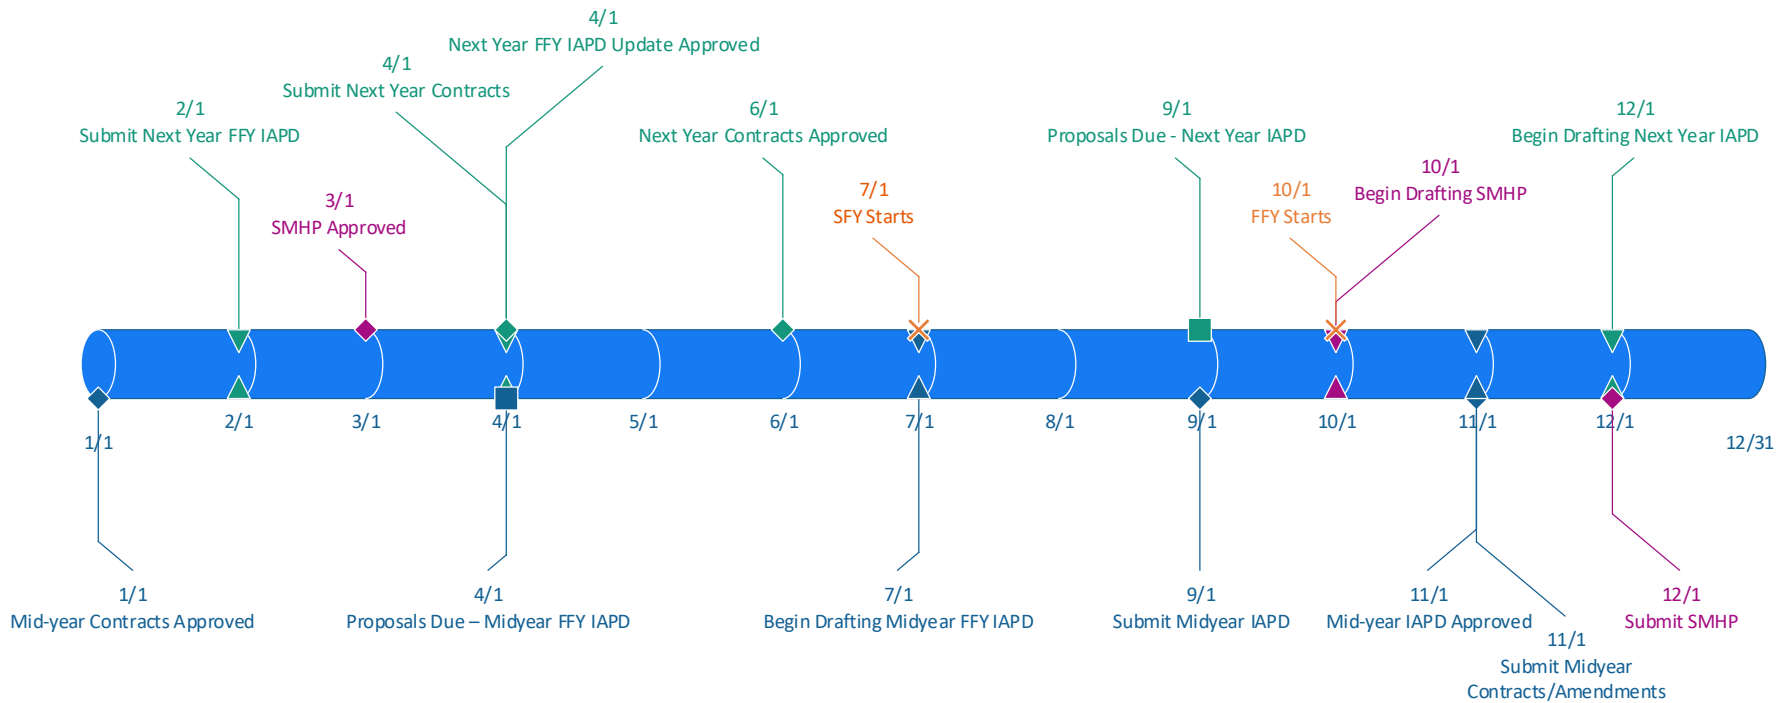 4/1
Next Year FFY IAPD Update Approved
4/1
Submit Next Year Contracts
2/1
Submit Next Year FFY IAPD
6/1
Next Year Contracts Approved
9/1
Proposals Due - Next Year IAPD
12/1
Begin Drafting Next Year IAPD
3/1
SMHP Approved
7/1
SFY Starts
10/1
FFY Starts
10/1
Begin Drafting SMHP
1/1
2/1
3/1
4/1
5/1
6/1
7/1
8/1
9/1
10/1
11/1
12/1
12/31
1/1
Mid-year Contracts Approved
4/1
Proposals Due – Midyear FFY IAPD
7/1
Begin Drafting Midyear FFY IAPD
9/1
Submit Midyear IAPD
11/1
Mid-year IAPD Approved
11/1
Submit Midyear
Contracts/Amendments
12/1
Submit SMHP